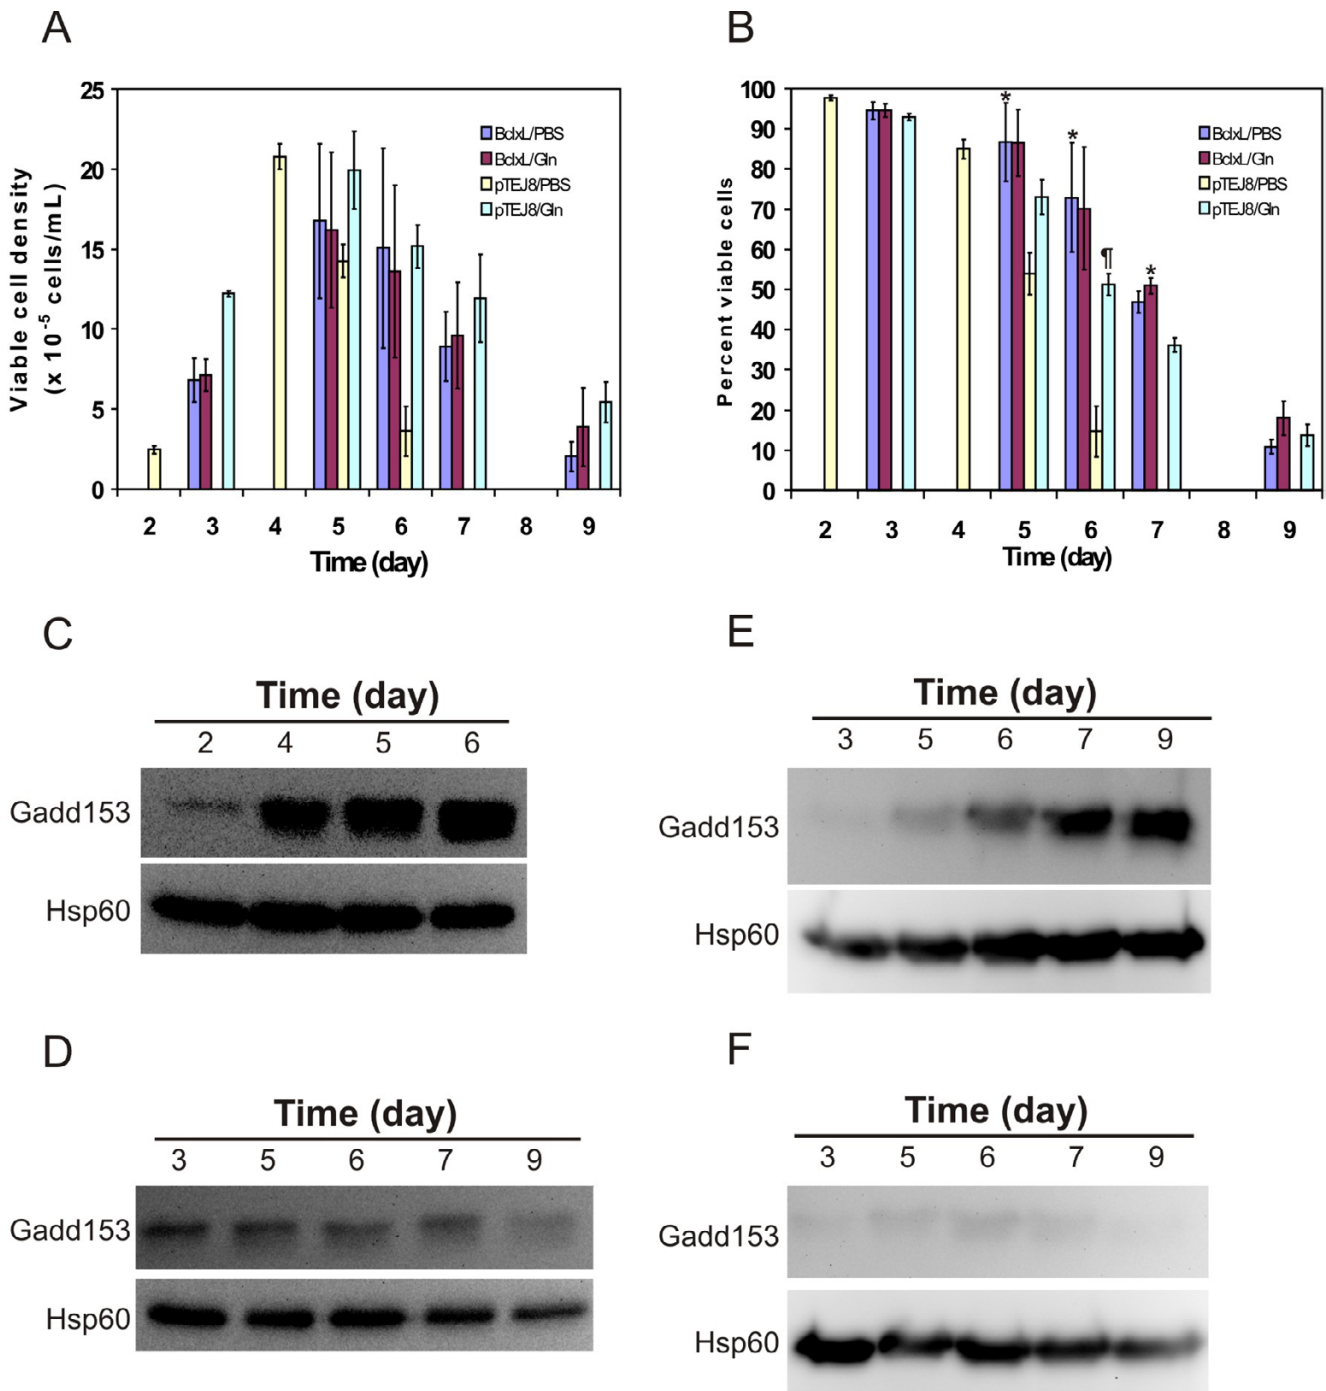 A
Viable cell density
(x 10⁻⁵ cells/mL)
25
20
15
10
5
0
BclxL/PBS
BclxL/Gln
pTEJ8/PBS
pTEJ8/Gln
2 3 4 5 6 7 8 9
Time (day)
B
Percent viable cells
100
90
80
70
60
50
40
30
20
10
0
* * ¶ *
BclxL/PBS
BclxL/Gln
pTEJ8/PBS
pTEJ8/Gln
2 3 4 5 6 7 8 9
Time (day)
C
Time (day)
2 4 5 6
Gadd153
Hsp60
E
Time (day)
3 5 6 7 9
Gadd153
Hsp60
D
Time (day)
3 5 6 7 9
Gadd153
Hsp60
F
Time (day)
3 5 6 7 9
Gadd153
Hsp60